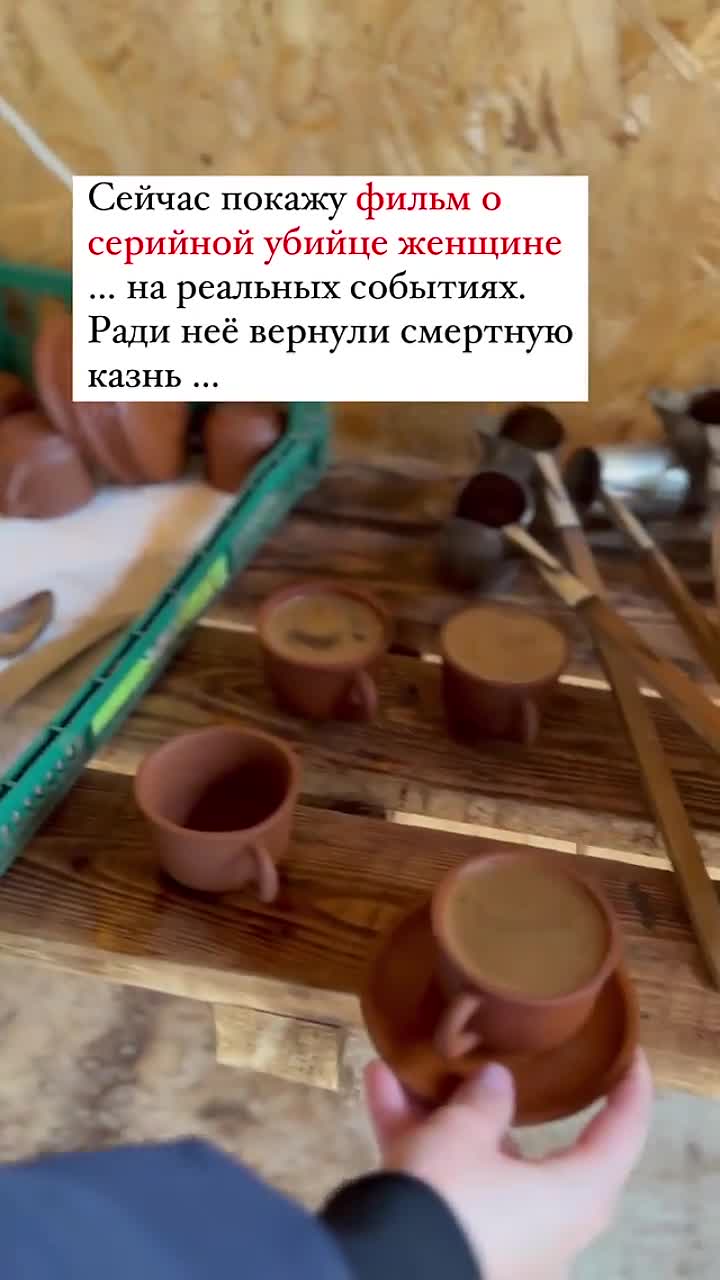 Сейчас покажу фильм о
серийной убийце женщине
... на реальных событиях.
Ради неё вернули смертную
казнь ...